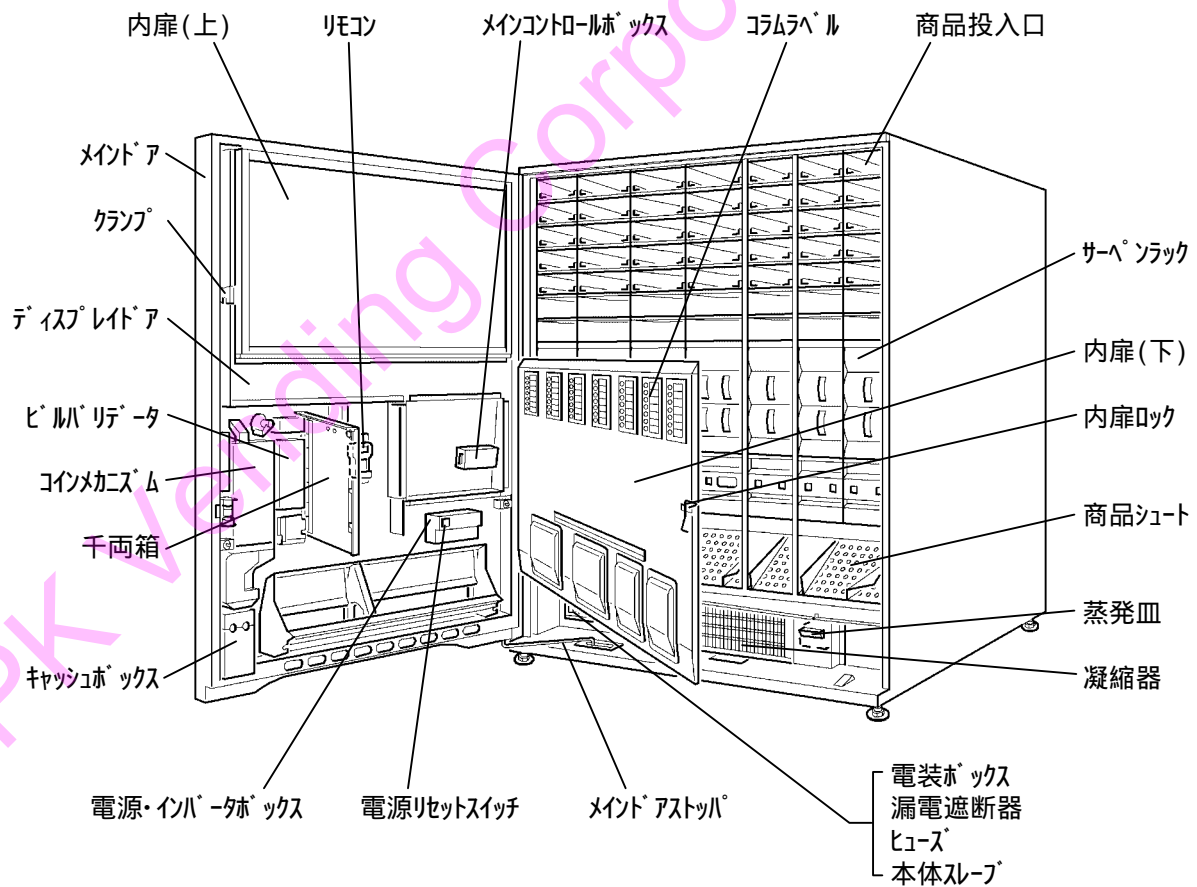 内扉(上)
リモコン
メインコントロールボックス
コラムラベル
商品投入口
メインドア
クランプ
ディスプレイドア
ビルバリデータ
コインメカニズム
千両箱
キャッシュボックス
サーペンラック
内扉(下)
内扉ロック
商品シュート
蒸発皿
凝縮器
電源・インバータボックス
電源リセットスイッチ
メインドアストッパ
電装ボックス
漏電遮断器
ヒューズ
本体スレーブ
PK Vending Corpo